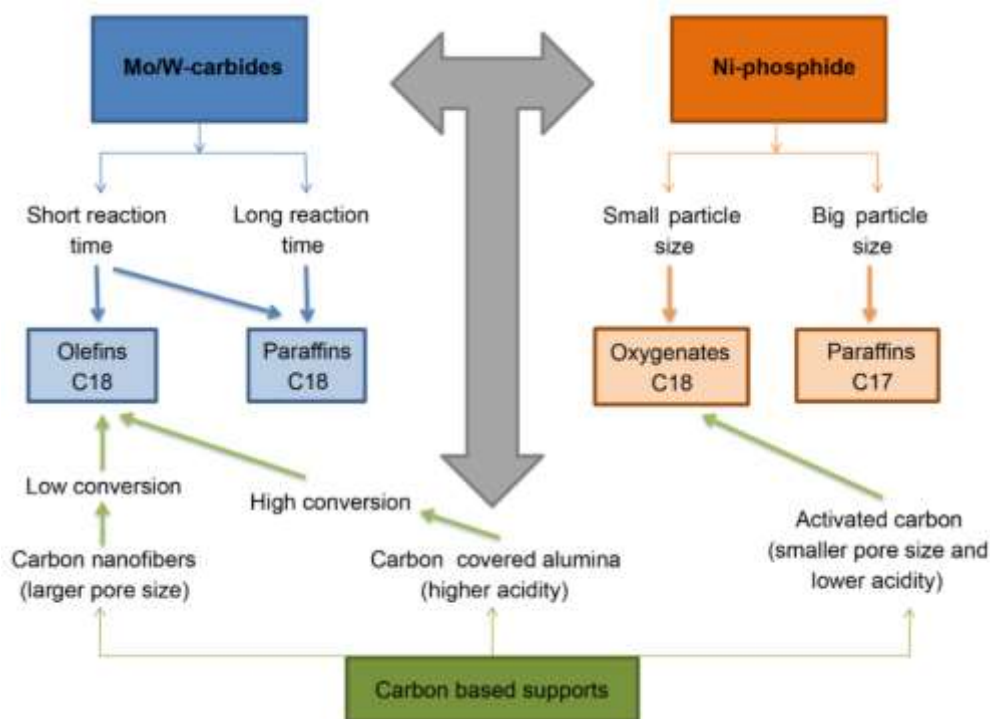 Mo/W-carbides
Ni-phosphide
Short reaction
time
Long reaction
time
Small particle
size
Big particle
size
Olefins
C18
Paraffins
C18
Oxygenates
C18
Paraffins
C17
Low conversion
High conversion
Carbon nanofibers
(larger pore size)
Carbon covered alumina
(higher acidity)
Activated carbon
(smaller pore size and
lower acidity)
Carbon based supports